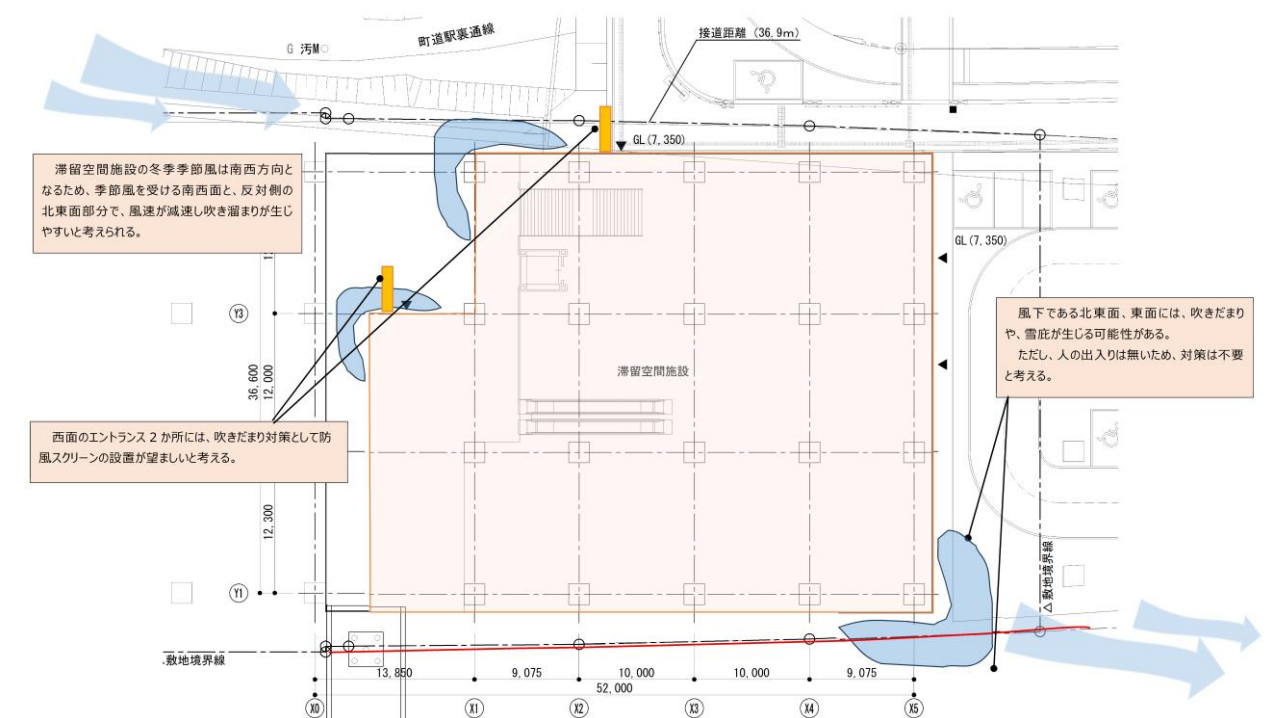 町道駅裏通線
G 汚M
接道距離 (36.9m)
GL(7,350)
滞留空間施設の冬季季節風は南西方向と
なるため、季節風を受ける南西面と、反対側の
北東面部分で、風速が減速し吹き溜まりが生じ
やすいと考えられる。
GL(7,350)
Y3
風下である北東面、東面には、吹きだまり
や、雪庇が生じる可能性がある。
ただし、人の出入りは無いため、対策は不要
と考える。
36,600
12,000
滞留空間施設
西面のエントランス 2 か所には、吹きだまり対策として防
風スクリーンの設置が望ましいと考える。
12,300
Y1
△敷地境界線
敷地境界線
13,850
9,075
10,000
10,000
9,075
52,000
X0
X1
X2
X3
X4
X5